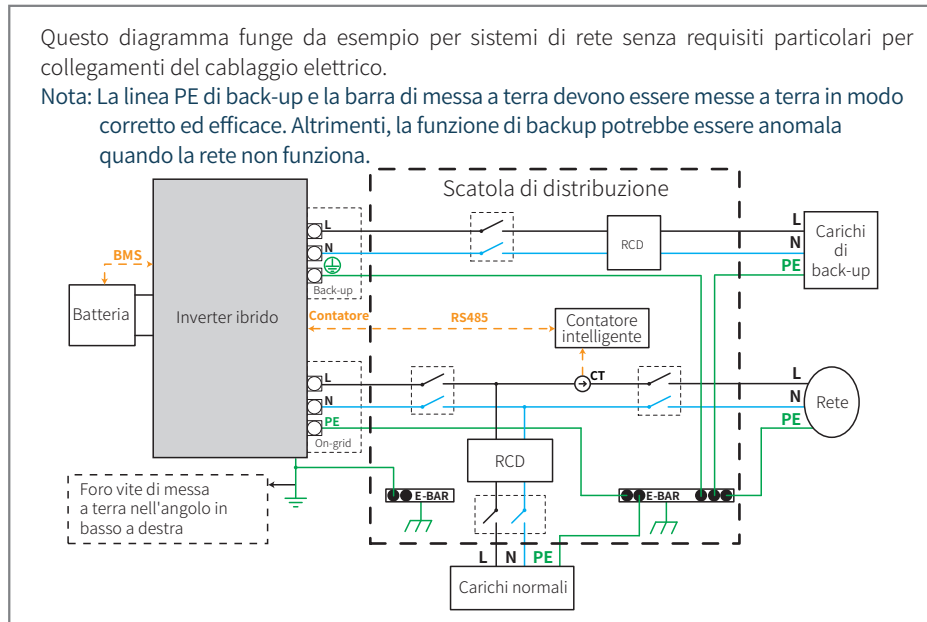 Questo diagramma funge da esempio per sistemi di rete senza requisiti particolari per
collegamenti del cablaggio elettrico.
Nota: La linea PE di back-up e la barra di messa a terra devono essere messe a terra in modo
corretto ed efficace. Altrimenti, la funzione di backup potrebbe essere anomala
quando la rete non funziona.
Scatola di distribuzione
L
N
Back-up
RCD
L
N
PE
Carichi
di
back-up
BMS
Batteria
Inverter ibrido
Contatore
RS485
Contatore
intelligente
CT
L
N
PE
On-grid
L
N
PE
Rete
RCD
E-BAR
E-BAR
Foro vite di messa
a terra nell'angolo in
basso a destra
L N PE
Carichi normali